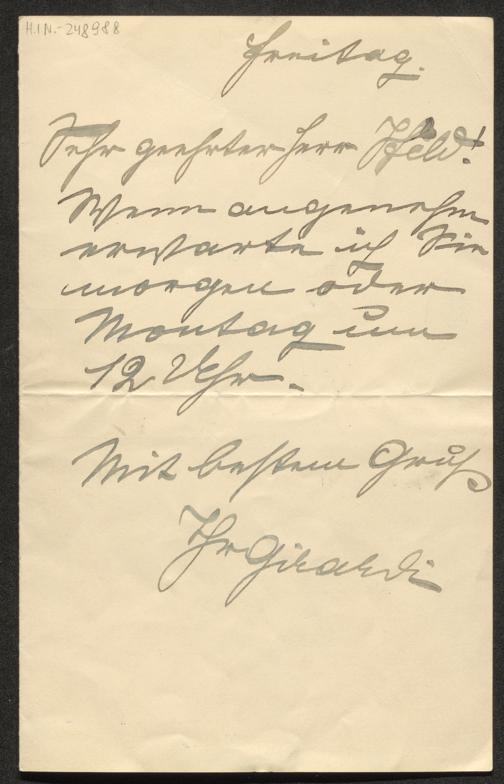 H.I.N.-248988
Freitag.
Sehr geehrter Herr Held!
Wenn angenehm
erwarte ich Sie
morgen oder
Montag um
12 Uhr.
Mit bestem Gruß
Ihr Girardi